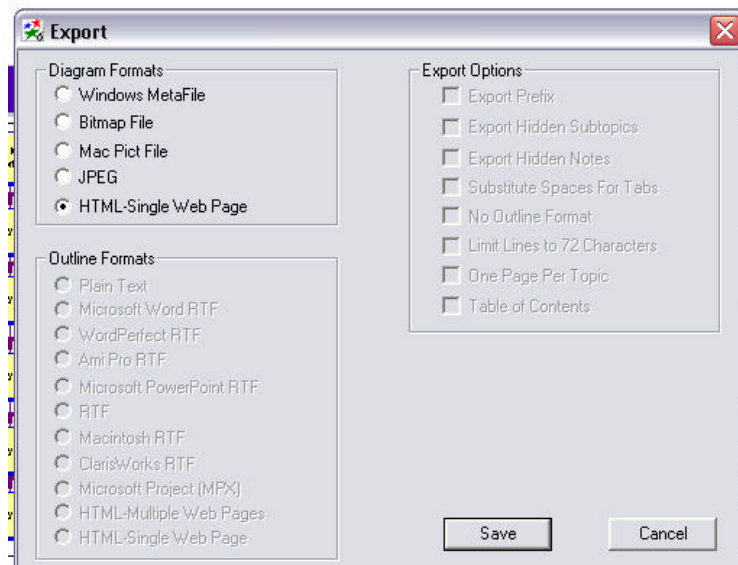 Export
Diagram Formats
Windows MetaFile
Bitmap File
Mac Pict File
JPEG
HTML-Single Web Page
Outline Formats
Plain Text
Microsoft Word RTF
WordPerfect RTF
Ami Pro RTF
Microsoft PowerPoint RTF
RTF
Macintosh RTF
ClarisWorks RTF
Microsoft Project (MPX)
HTML-Multiple Web Pages
HTML-Single Web Page
Export Options
Export Prefix
Export Hidden Subtopics
Export Hidden Notes
Substitute Spaces For Tabs
No Outline Format
Limit Lines to 72 Characters
One Page Per Topic
Table of Contents
Save
Cancel